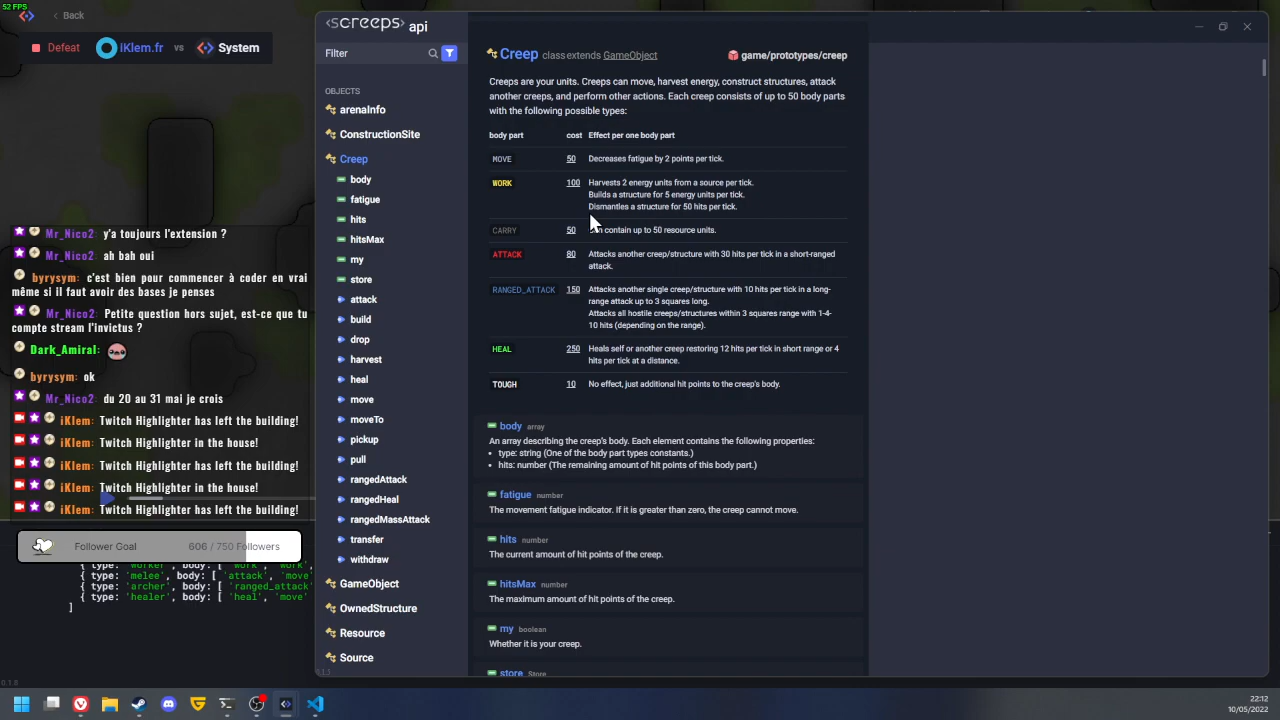 52 FPS
Back
Defeat iKlem.fr vs System
Mr_Nico2: y'a toujours l'extension ?
Mr_Nico2: ah bah oui
byrysym: c'est bien pour commencer à coder en vrai
même si il faut avoir des bases je penses
Mr_Nico2: Petite question hors sujet, est-ce que tu
compte stream l'invictus ?
Dark_Amiral:
byrysym: ok
Mr_Nico2: du 20 au 31 mai je crois
iKlem: Twitch Highlighter has left the building!
iKlem: Twitch Highlighter in the house!
iKlem: Twitch Highlighter has left the building!
iKlem: Twitch Highlighter in the house!
iKlem: Twitch Highlighter has left the building!
Follower Goal 606 / 750 Followers
{ type: 'worker', body: [ 'work', 'work',
{ type: 'melee', body: [ 'attack', 'move'
{ type: 'archer', body: [ 'ranged_attack'
{ type: 'healer', body: [ 'heal', 'move'
]
0.1.8
<screeps> api
Filter
OBJECTS
arenaInfo
ConstructionSite
Creep
body
fatigue
hits
hitsMax
my
store
attack
build
drop
harvest
heal
move
moveTo
pickup
pull
rangedAttack
rangedHeal
rangedMassAttack
transfer
withdraw
GameObject
OwnedStructure
Resource
Source
Creep class extends GameObject game/prototypes/creep
Creeps are your units. Creeps can move, harvest energy, construct structures, attack
another creeps, and perform other actions. Each creep consists of up to 50 body parts
with the following possible types:
body part cost Effect per one body part
MOVE 50 Decreases fatigue by 2 points per tick.
WORK 100 Harvests 2 energy units from a source per tick.
Builds a structure for 5 energy units per tick.
Dismantles a structure for 50 hits per tick.
CARRY 50 contain up to 50 resource units.
ATTACK 80 Attacks another creep/structure with 30 hits per tick in a short-ranged
attack.
RANGED_ATTACK 150 Attacks another single creep/structure with 10 hits per tick in a long-
range attack up to 3 squares long.
Attacks all hostile creeps/structures within 3 squares range with 1-4-
10 hits (depending on the range).
HEAL 250 Heals self or another creep restoring 12 hits per tick in short range or 4
hits per tick at a distance.
TOUGH 10 No effect, just additional hit points to the creep's body.
body array
An array describing the creep's body. Each element contains the following properties:
• type: string (One of the body part types constants.)
• hits: number (The remaining amount of hit points of this body part.)
fatigue number
The movement fatigue indicator. If it is greater than zero, the creep cannot move.
hits number
The current amount of hit points of the creep.
hitsMax number
The maximum amount of hit points of the creep.
my boolean
Whether it is your creep.
store Store
22:12
10/05/2022